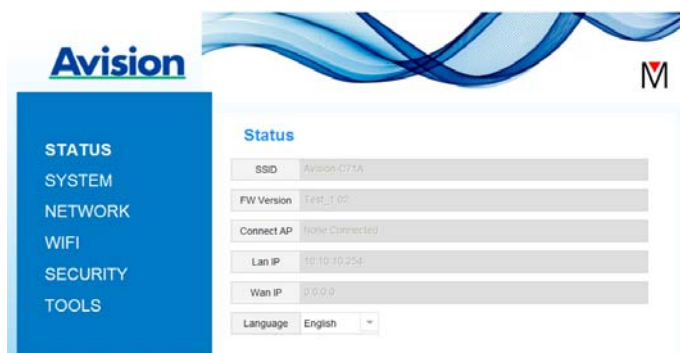 Avision
STATUS
SYSTEM
NETWORK
WIFI
SECURITY
TOOLS
Status
SSID Avision-C71A
FW Version Test_1.02
Connect AP None Connected
Lan IP 10.10.10.254
Wan IP 0.0.0.0
Language English